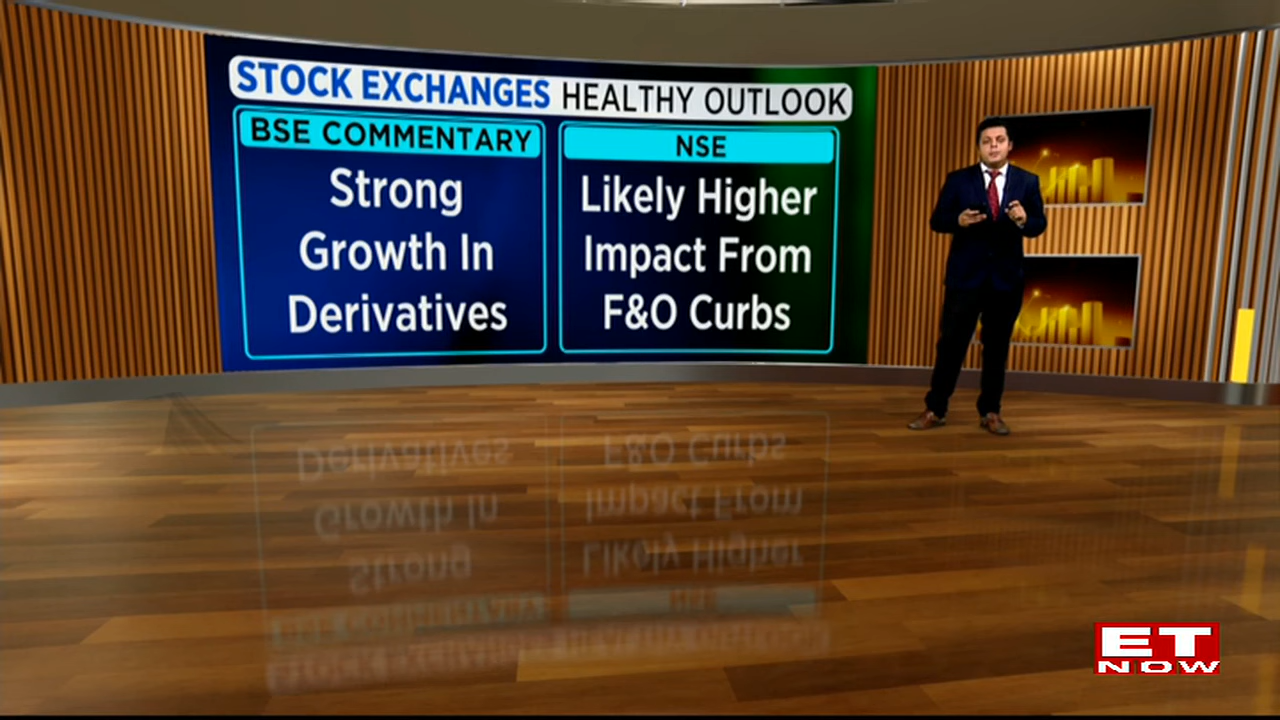 STOCK EXCHANGES HEALTHY OUTLOOK
BSE COMMENTARY
Strong
Growth In
Derivatives
NSE
Likely Higher
Impact From
F&O Curbs
ET
NOW